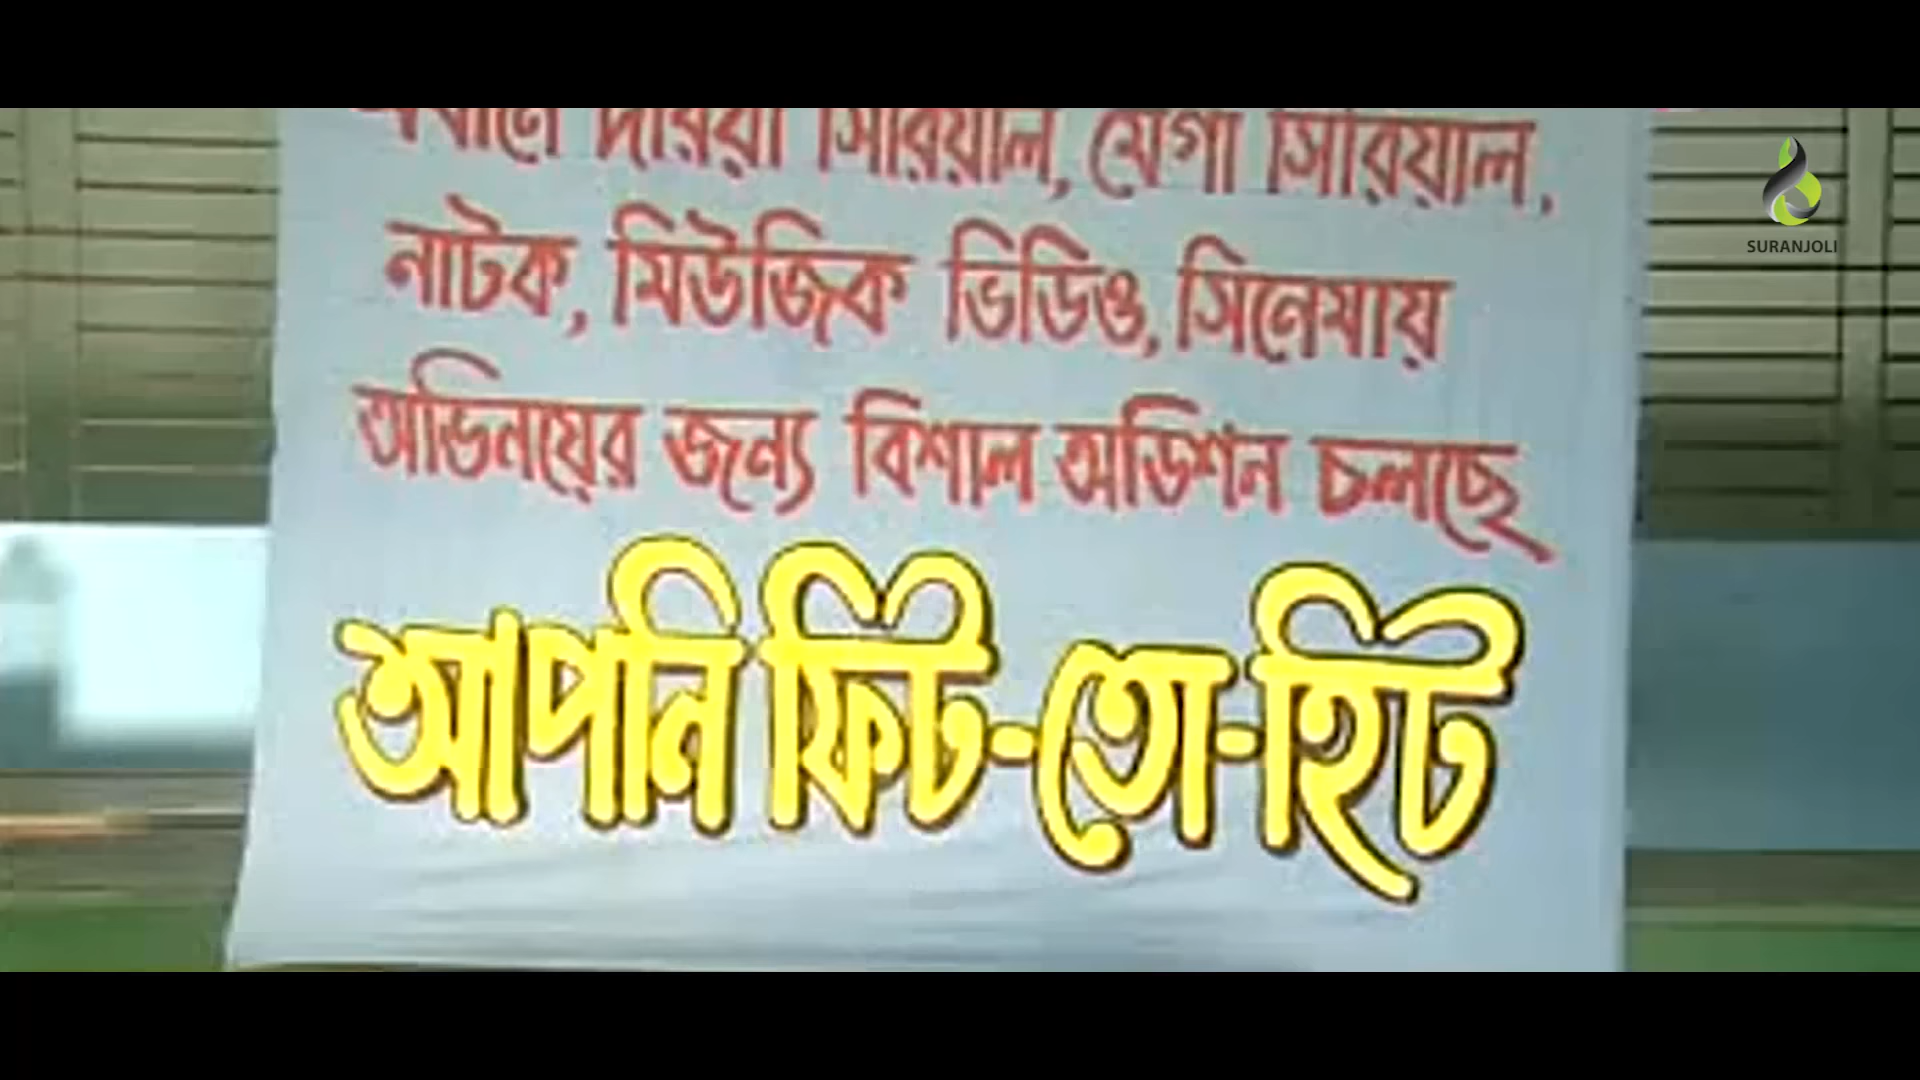 সিরিয়াল, মেগা সিরিয়াল,
নাটক, মিউজিক ভিডিও, সিনেমায়
অভিনয়ের জন্য বিশাল অডিশন চলছে
আপনি ফিট-তো-হিট
SURANJOLI